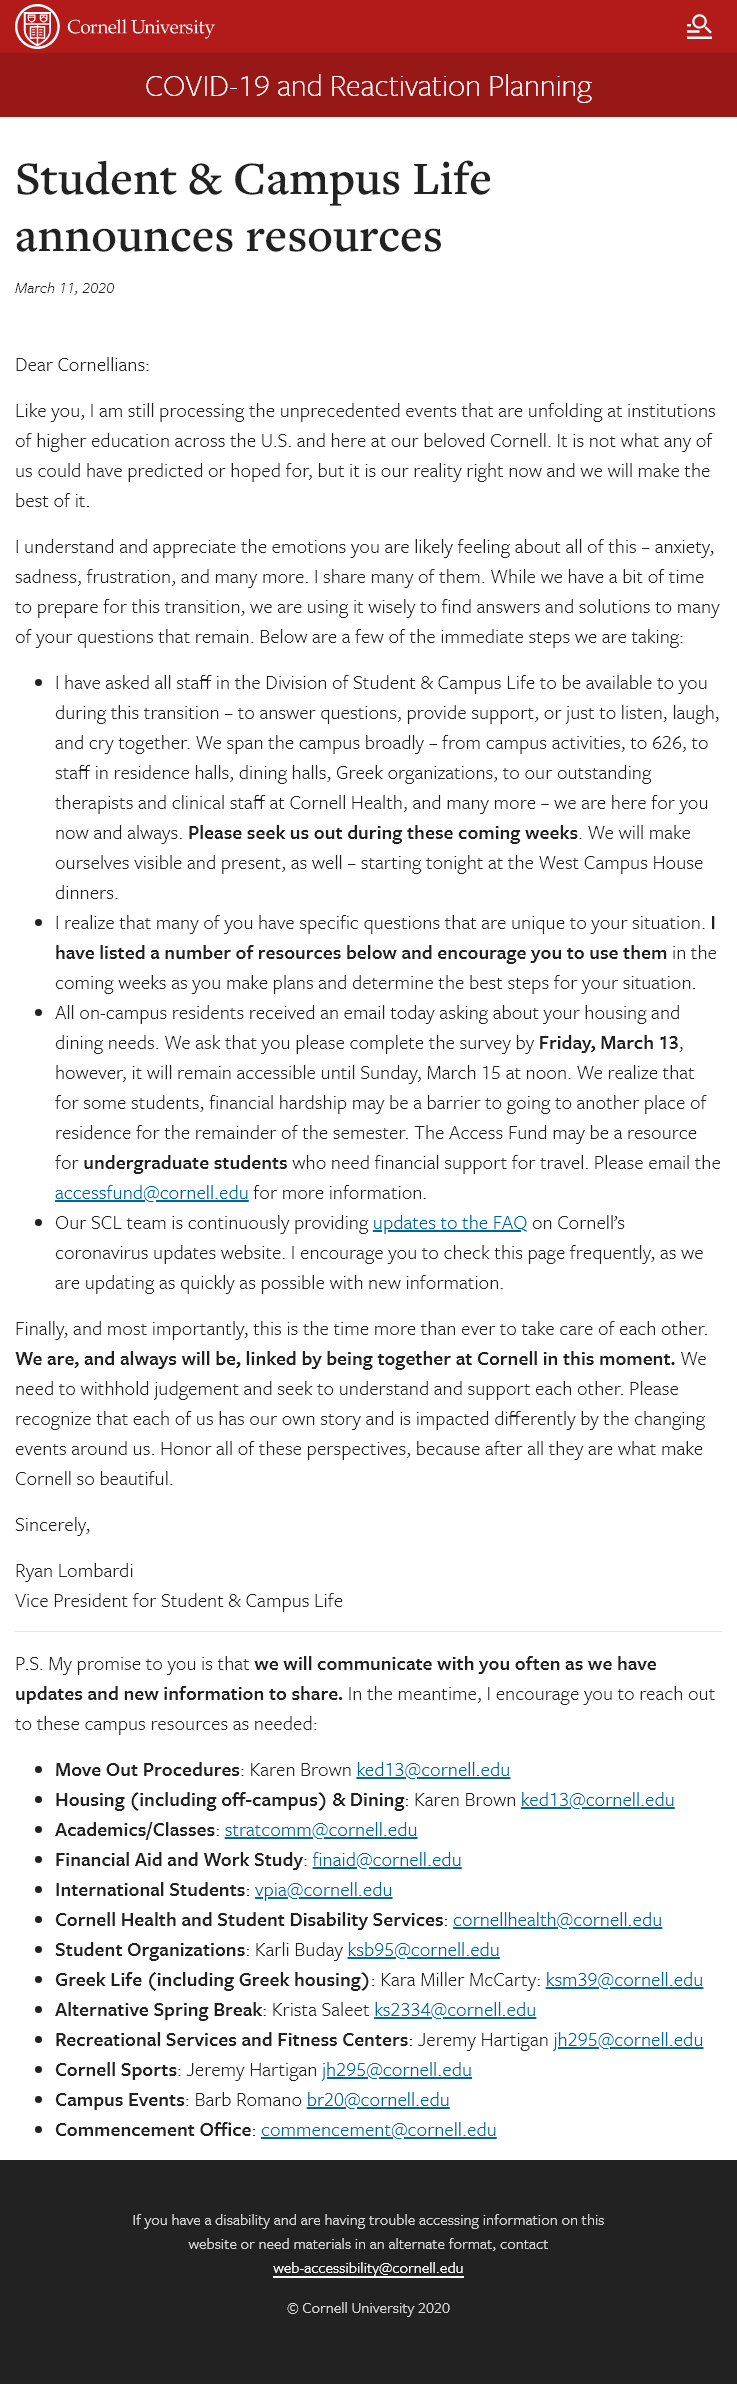 Cornell University
COVID-19 and Reactivation Planning
Student & Campus Life
announces resources
March 11, 2020
Dear Cornellians:
Like you, I am still processing the unprecedented events that are unfolding at institutions
of higher education across the U.S. and here at our beloved Cornell. It is not what any of
us could have predicted or hoped for, but it is our reality right now and we will make the
best of it.
I understand and appreciate the emotions you are likely feeling about all of this – anxiety,
sadness, frustration, and many more. I share many of them. While we have a bit of time
to prepare for this transition, we are using it wisely to find answers and solutions to many
of your questions that remain. Below are a few of the immediate steps we are taking:
• I have asked all staff in the Division of Student & Campus Life to be available to you
during this transition – to answer questions, provide support, or just to listen, laugh,
and cry together. We span the campus broadly – from campus activities, to 626, to
staff in residence halls, dining halls, Greek organizations, to our outstanding
therapists and clinical staff at Cornell Health, and many more – we are here for you
now and always. Please seek us out during these coming weeks. We will make
ourselves visible and present, as well – starting tonight at the West Campus House
dinners.
• I realize that many of you have specific questions that are unique to your situation. I
have listed a number of resources below and encourage you to use them in the
coming weeks as you make plans and determine the best steps for your situation.
• All on-campus residents received an email today asking about your housing and
dining needs. We ask that you please complete the survey by Friday, March 13,
however, it will remain accessible until Sunday, March 15 at noon. We realize that
for some students, financial hardship may be a barrier to going to another place of
residence for the remainder of the semester. The Access Fund may be a resource
for undergraduate students who need financial support for travel. Please email the
accessfund@cornell.edu for more information.
• Our SCL team is continuously providing updates to the FAQ on Cornell's
coronavirus updates website. I encourage you to check this page frequently, as we
are updating as quickly as possible with new information.
Finally, and most importantly, this is the time more than ever to take care of each other.
We are, and always will be, linked by being together at Cornell in this moment. We
need to withhold judgement and seek to understand and support each other. Please
recognize that each of us has our own story and is impacted differently by the changing
events around us. Honor all of these perspectives, because after all they are what make
Cornell so beautiful.
Sincerely,
Ryan Lombardi
Vice President for Student & Campus Life
P.S. My promise to you is that we will communicate with you often as we have
updates and new information to share. In the meantime, I encourage you to reach out
to these campus resources as needed:
• Move Out Procedures: Karen Brown ked13@cornell.edu
• Housing (including off-campus) & Dining: Karen Brown ked13@cornell.edu
• Academics/Classes: stratcomm@cornell.edu
• Financial Aid and Work Study: finaid@cornell.edu
• International Students: vpia@cornell.edu
• Cornell Health and Student Disability Services: cornellhealth@cornell.edu
• Student Organizations: Karli Buday ksb95@cornell.edu
• Greek Life (including Greek housing): Kara Miller McCarty: ksm39@cornell.edu
• Alternative Spring Break: Krista Saleet ks2334@cornell.edu
• Recreational Services and Fitness Centers: Jeremy Hartigan jh295@cornell.edu
• Cornell Sports: Jeremy Hartigan jh295@cornell.edu
• Campus Events: Barb Romano br20@cornell.edu
• Commencement Office: commencement@cornell.edu
If you have a disability and are having trouble accessing information on this
website or need materials in an alternate format, contact
web-accessibility@cornell.edu
© Cornell University 2020